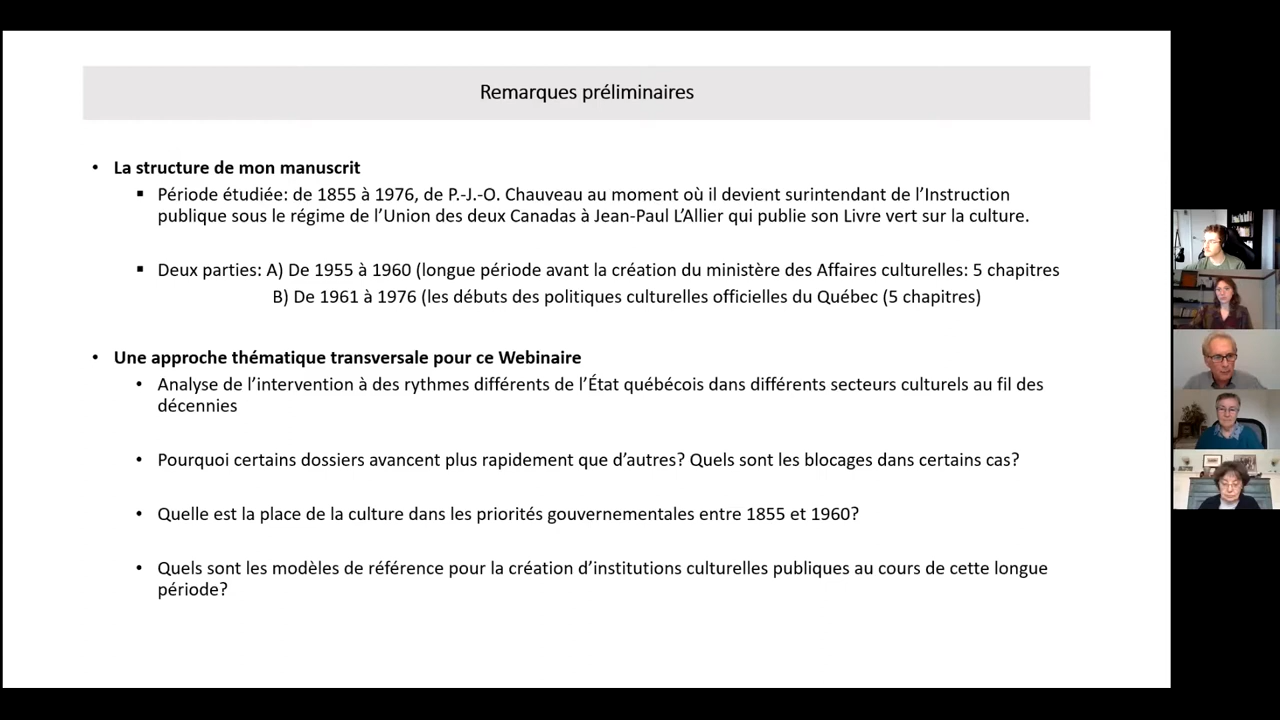 Remarques préliminaires
• La structure de mon manuscrit
▪ Période étudiée: de 1855 à 1976, de P.-J.-O. Chauveau au moment où il devient surintendant de l’Instruction
publique sous le régime de l’Union des deux Canadas à Jean-Paul L’Allier qui publie son Livre vert sur la culture.
▪ Deux parties: A) De 1955 à 1960 (longue période avant la création du ministère des Affaires culturelles: 5 chapitres
B) De 1961 à 1976 (les débuts des politiques culturelles officielles du Québec (5 chapitres)
• Une approche thématique transversale pour ce Webinaire
• Analyse de l’intervention à des rythmes différents de l’État québécois dans différents secteurs culturels au fil des
décennies
• Pourquoi certains dossiers avancent plus rapidement que d’autres? Quels sont les blocages dans certains cas?
• Quelle est la place de la culture dans les priorités gouvernementales entre 1855 et 1960?
• Quels sont les modèles de référence pour la création d’institutions culturelles publiques au cours de cette longue
période?